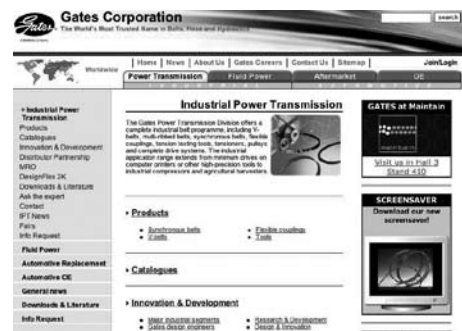 Gates
Gates Corporation
The World's Most Trusted Name in Belts, Hose and Hydraulics
search
Worldwide
| Home | News | About Us | Gates Careers | Contact Us | Sitemap |
Join/Login
Power Transmission
Fluid Power
Aftermarket
OE
Industrial Power
Transmission
Products
Catalogues
Innovation & Development
Distributor Partnership
MRO
DesignFlex 2K
Downloads & Literature
Ask the expert
Contact
IPT News
Fairs
Info Request
Fluid Power
Automotive Replacement
Automotive OE
General news
Downloads & Literature
Info Request
Industrial Power Transmission
The Gates Power Transmission Division offers a
complete industrial belt programme, including V-
belts, multi-ribbed belts, synchronous belts, flexible
couplings, tension testing tools, tensioners, pulleys
and complete drive systems. The industrial
application range extends from minimum drives on
computer printers or other high-precision tools to
industrial compressors and agricultural harvesters.
Products
Synchronous belts
V-belts
Flexible couplings
Tools
Catalogues
Innovation & Development
Major industrial segments
Gates design engineers
Research & Development
Design & Innovation
GATES at Maintain
maintain
Visit us in Hall 3
Stand 410
SCREENSAVER
Download our new
screensaver!